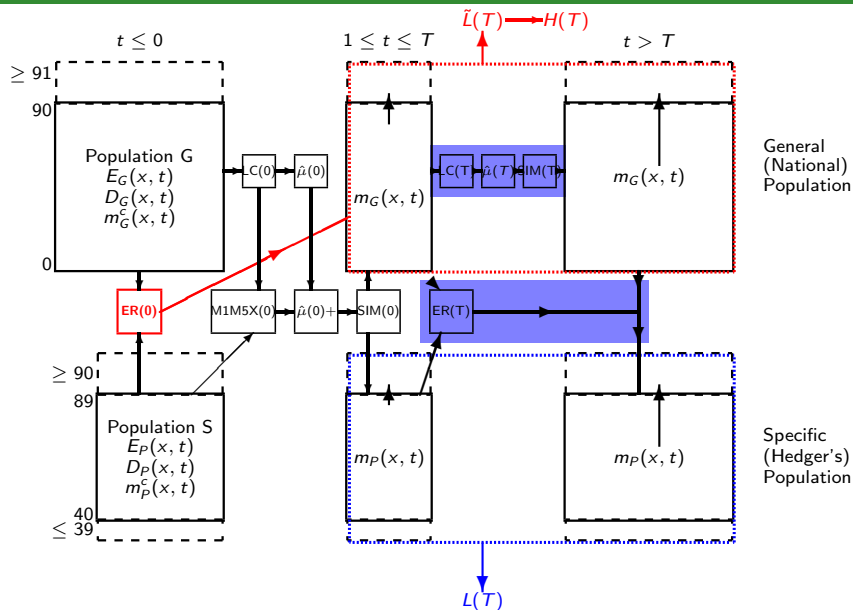 L̃(T) → H(T)
t ≤ 0
1 ≤ t ≤ T
t > T
≥ 91
90
Population G
E_G(x, t)
D_G(x, t)
m^c_G(x, t)
0
LC(0)
μ̂(0)
m_G(x, t)
LC(T)
μ̂(T)
SIM(T)
m_G(x, t)
General
(National)
Population
ER(0)
M1M5X(0)
μ̂(0)+
SIM(0)
ER(T)
≥ 90
89
Population S
E_P(x, t)
D_P(x, t)
m^c_P(x, t)
40
≤ 39
m_P(x, t)
m_P(x, t)
Specific
(Hedger's)
Population
L(T)